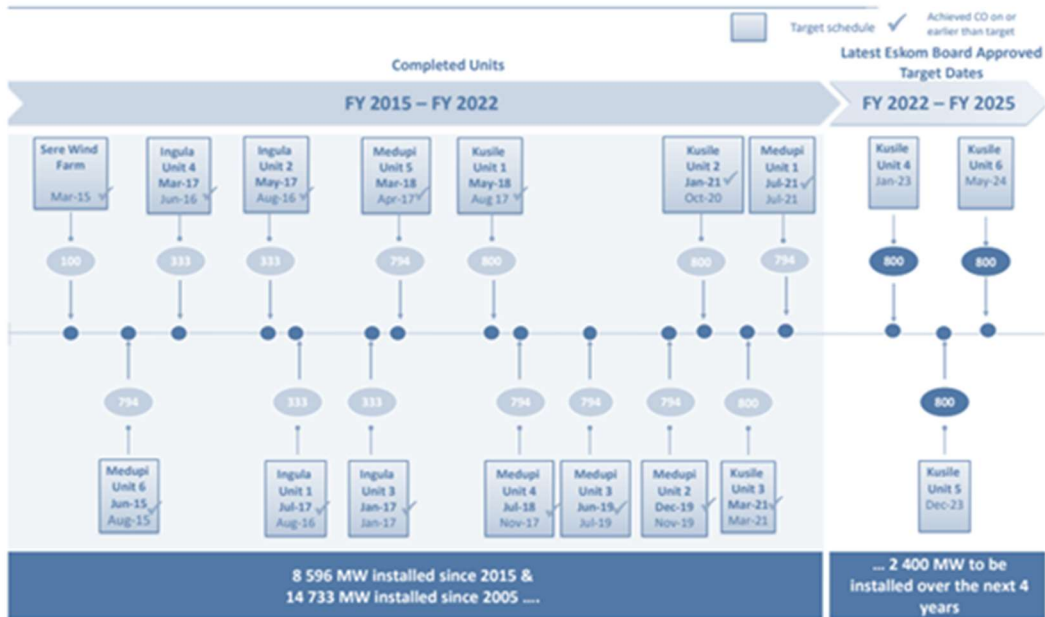 Target schedule
Achieved CO on or
earlier than target
Completed Units
Latest Eskom Board Approved
Target Dates
FY 2015 – FY 2022
FY 2022 – FY 2025
Sere Wind
Farm
Mar-15
Ingula
Unit 4
Mar-17
Jun-16
Ingula
Unit 2
May-17
Aug-16
Medupi
Unit 5
Mar-18
Apr-17
Kusile
Unit 1
May-18
Aug 17
Kusile
Unit 2
Jan-21
Oct-20
Medupi
Unit 1
Jul-21
Jul-21
Kusile
Unit 4
Jan-23
Kusile
Unit 6
May-24
100
333
333
794
800
800
794
800
800
794
333
333
794
794
794
800
800
Medupi
Unit 6
Jun-15
Aug-15
Ingula
Unit 1
Jul-17
Aug-16
Ingula
Unit 3
Jan-17
Jan-17
Medupi
Unit 4
Jul-18
Nov-17
Medupi
Unit 3
Jun-19
Jul-19
Medupi
Unit 2
Dec-19
Nov-19
Kusile
Unit 3
Mar-21
Mar-21
Kusile
Unit 5
Dec-23
8 596 MW installed since 2015 &
14 733 MW installed since 2005 ....
... 2 400 MW to be
installed over the next 4
years